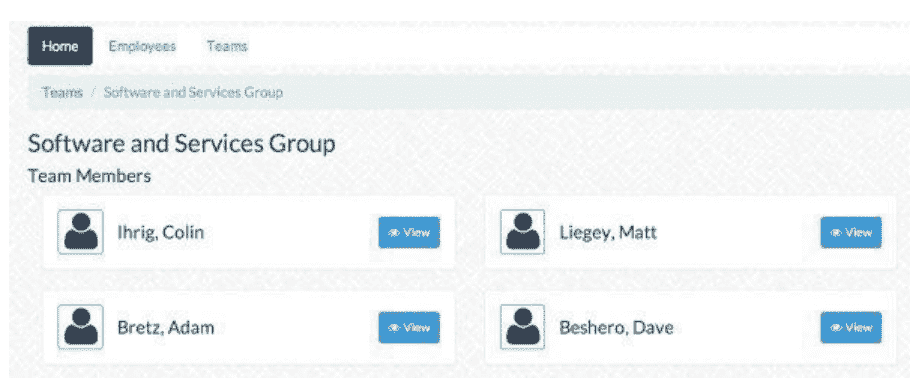 Home Employees Teams
Teams / Software and Services Group
Software and Services Group
Team Members
Ihrig, Colin View Liegey, Matt View
Bretz, Adam View Beshero, Dave View